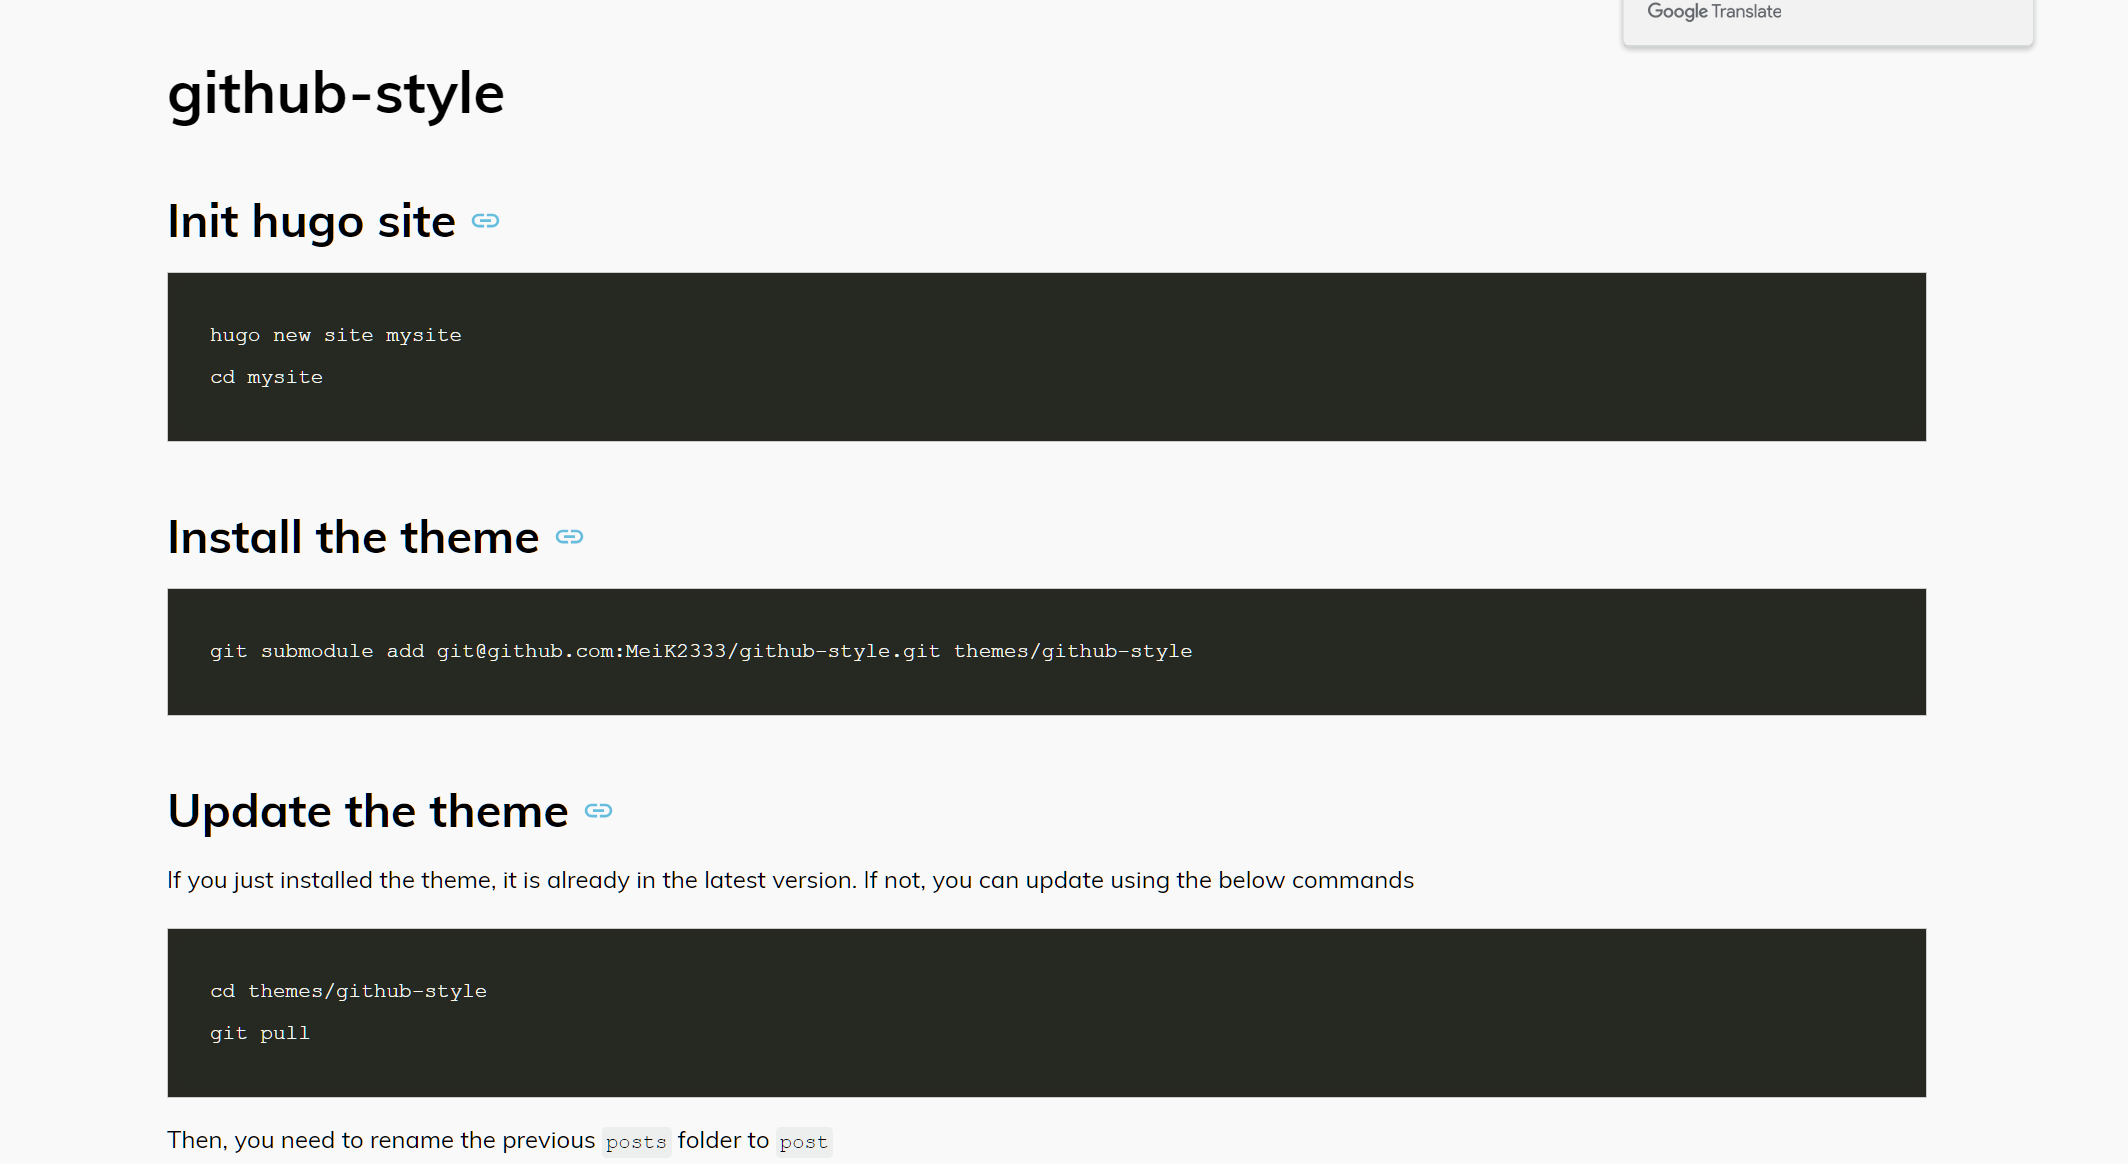 Google Translate
github-style
Init hugo site
hugo new site mysite
cd mysite
Install the theme
git submodule add git@github.com:MeiK2333/github-style.git themes/github-style
Update the theme
If you just installed the theme, it is already in the latest version. If not, you can update using the below commands
cd themes/github-style
git pull
Then, you need to rename the previous posts folder to post